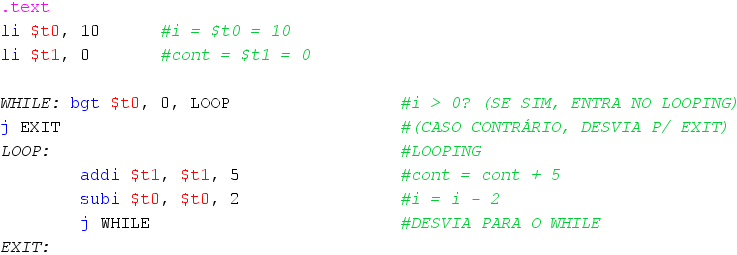 .text
li $t0, 10 #i = $t0 = 10
li $t1, 0 #cont = $t1 = 0
WHILE: bgt $t0, 0, LOOP #i > 0? (SE SIM, ENTRA NO LOOPING)
j EXIT #(CASO CONTRÁRIO, DESVIA P/ EXIT)
LOOP: #LOOPING
addi $t1, $t1, 5 #cont = cont + 5
subi $t0, $t0, 2 #i = i - 2
j WHILE #DESVIA PARA O WHILE
EXIT: